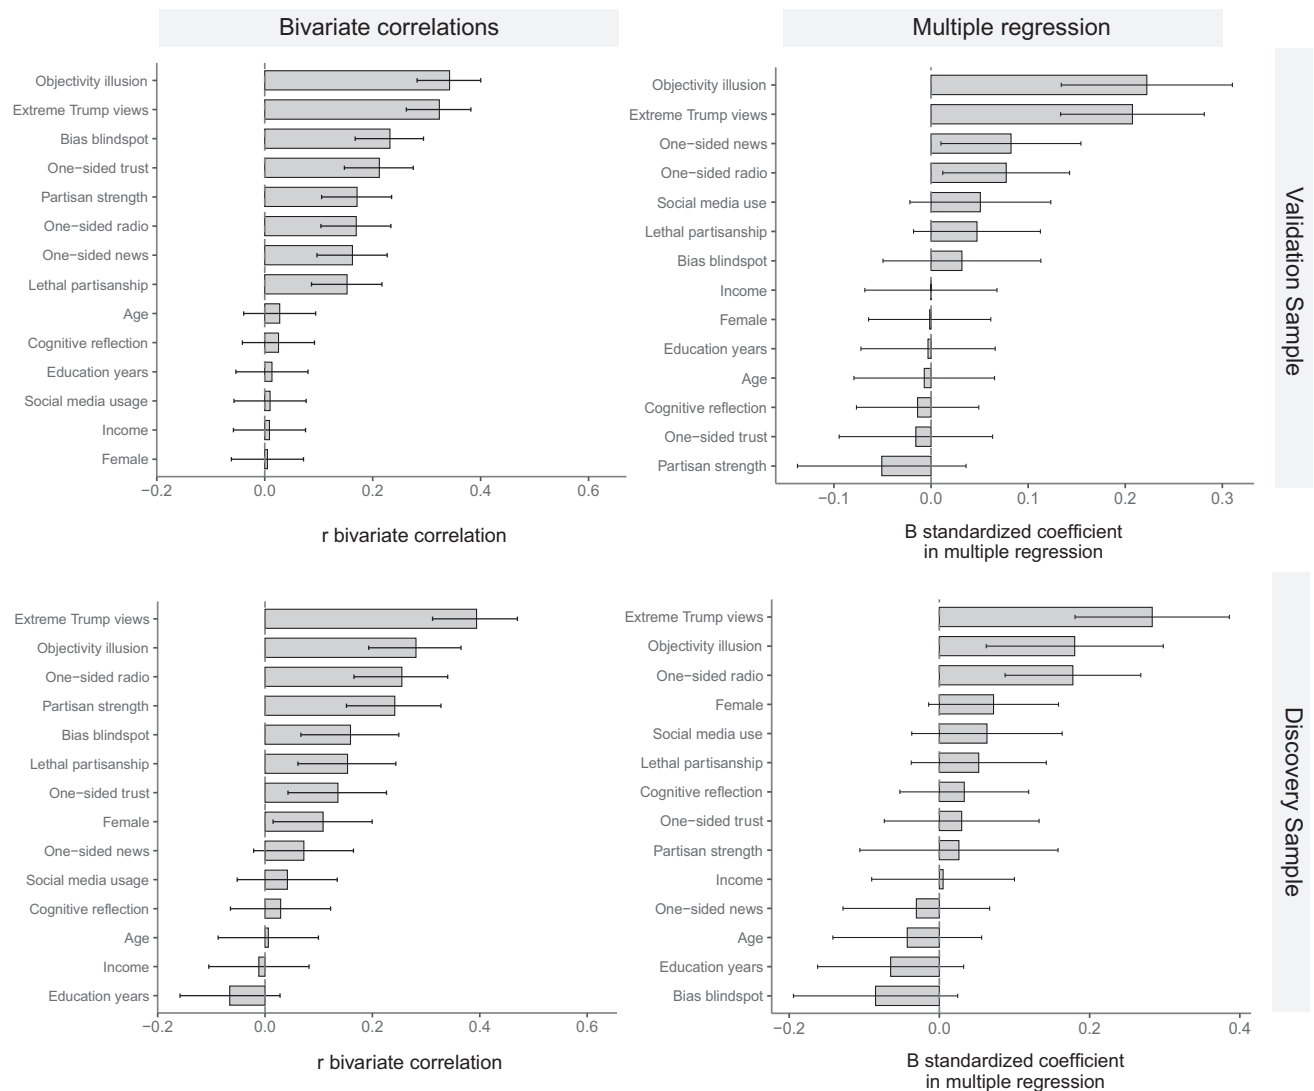 Bivariate correlations
Multiple regression
Objectivity illusion
Extreme Trump views
Bias blindspot
One−sided trust
Partisan strength
One−sided radio
One−sided news
Lethal partisanship
Age
Cognitive reflection
Education years
Social media usage
Income
Female
−0.2 0.0 0.2 0.4 0.6
r bivariate correlation
Objectivity illusion
Extreme Trump views
One−sided news
One−sided radio
Social media use
Lethal partisanship
Bias blindspot
Income
Female
Education years
Age
Cognitive reflection
One−sided trust
Partisan strength
−0.1 0.0 0.1 0.2 0.3
B standardized coefficient
in multiple regression
Validation Sample
Extreme Trump views
Objectivity illusion
One−sided radio
Partisan strength
Bias blindspot
Lethal partisanship
One−sided trust
Female
One−sided news
Social media usage
Cognitive reflection
Age
Income
Education years
−0.2 0.0 0.2 0.4 0.6
r bivariate correlation
Extreme Trump views
Objectivity illusion
One−sided radio
Female
Social media use
Lethal partisanship
Cognitive reflection
One−sided trust
Partisan strength
Income
One−sided news
Age
Education years
Bias blindspot
−0.2 0.0 0.2 0.4
B standardized coefficient
in multiple regression
Discovery Sample